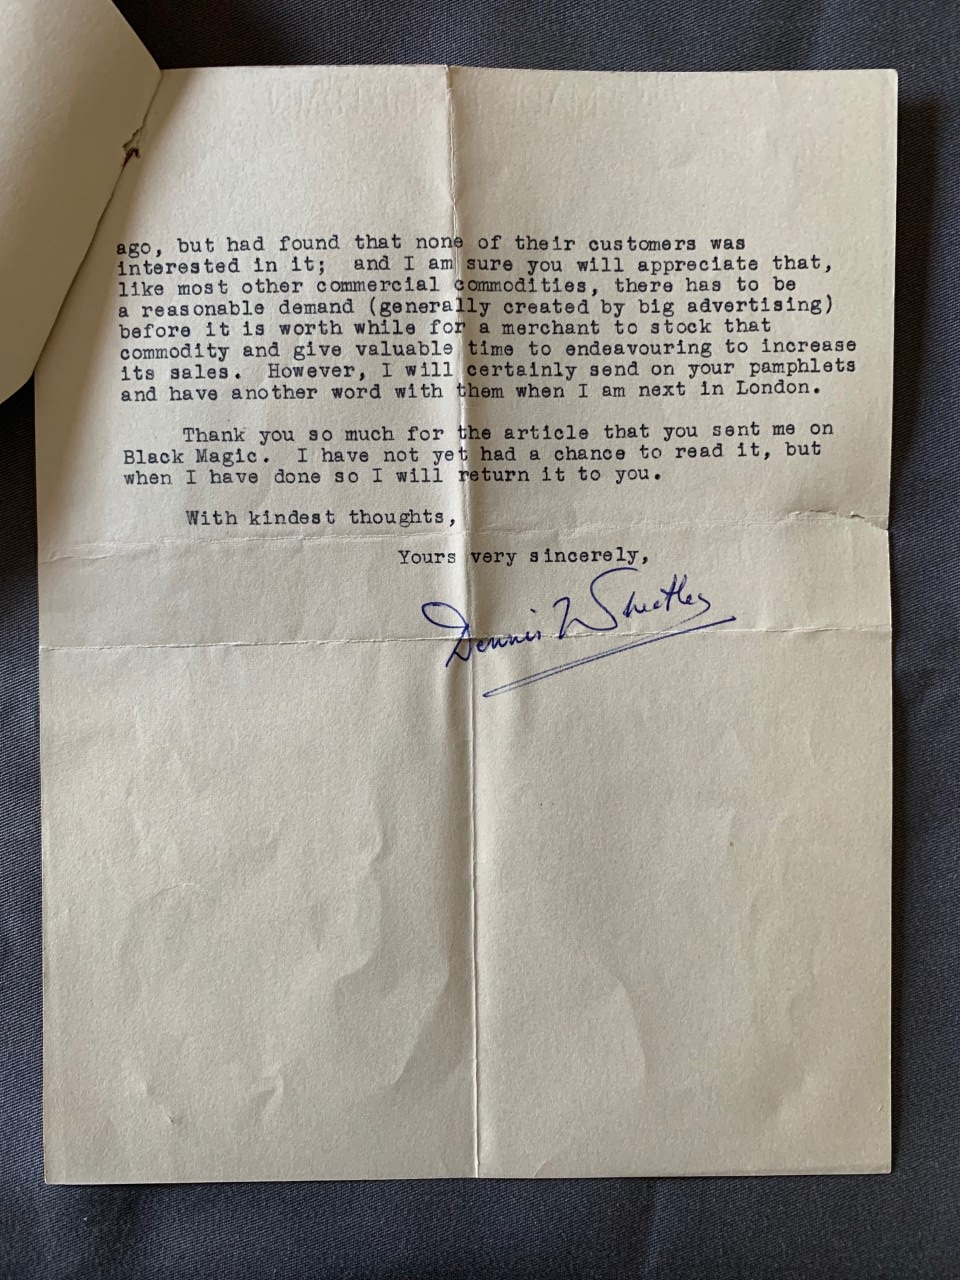 ago, but had found that none of their customers was
interested in it;  and I am sure you will appreciate that,
like most other commercial commodities, there has to be
a reasonable demand (generally created by big advertising)
before it is worth while for a merchant to stock that
commodity and give valuable time to endeavouring to increase
its sales.  However, I will certainly send on your pamphlets
and have another word with them when I am next in London.
Thank you so much for the article that you sent me on
Black Magic.  I have not yet had a chance to read it, but
when I have done so I will return it to you.
With kindest thoughts,
Yours very sincerely,
Dennis Wheatley